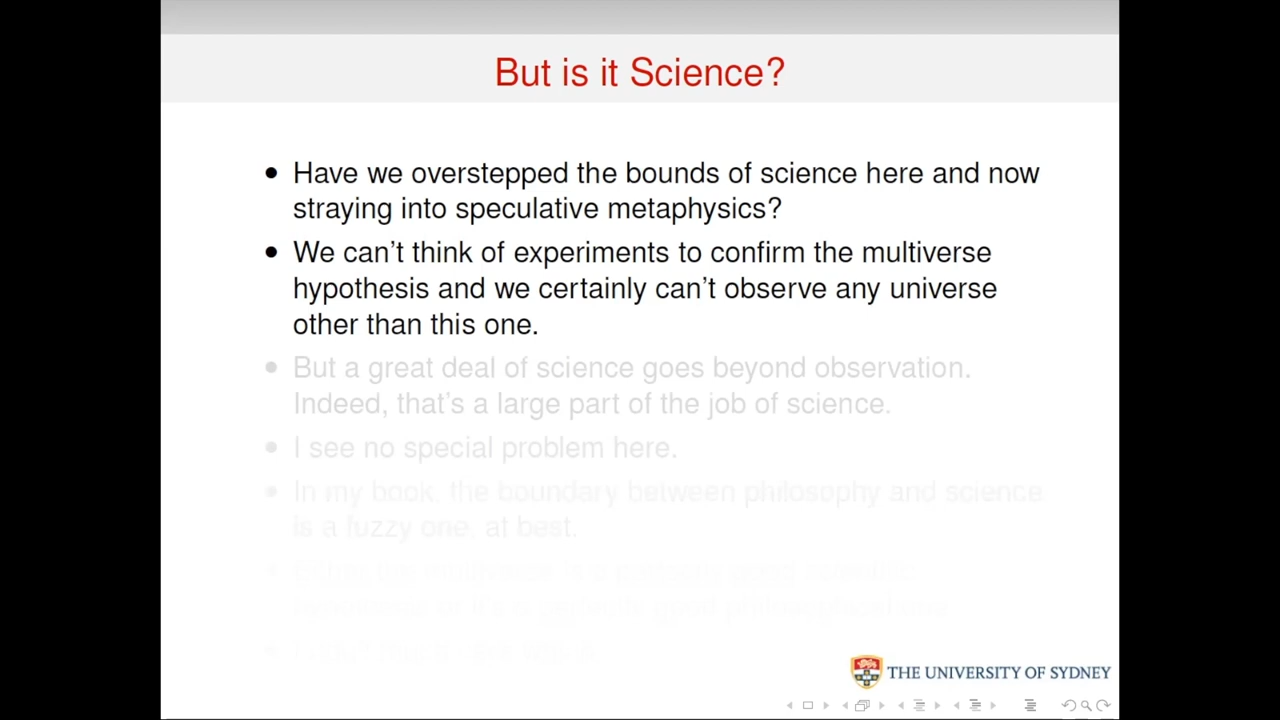 But is it Science?
• Have we overstepped the bounds of science here and now
straying into speculative metaphysics?
• We can't think of experiments to confirm the multiverse
hypothesis and we certainly can't observe any universe
other than this one.
• But a great deal of science goes beyond observation.
Indeed, that's a large part of the job of science.
• I see no special problem here.
• In my book, the boundary between philosophy and science
is a fuzzy one, at best.
THE UNIVERSITY OF SYDNEY